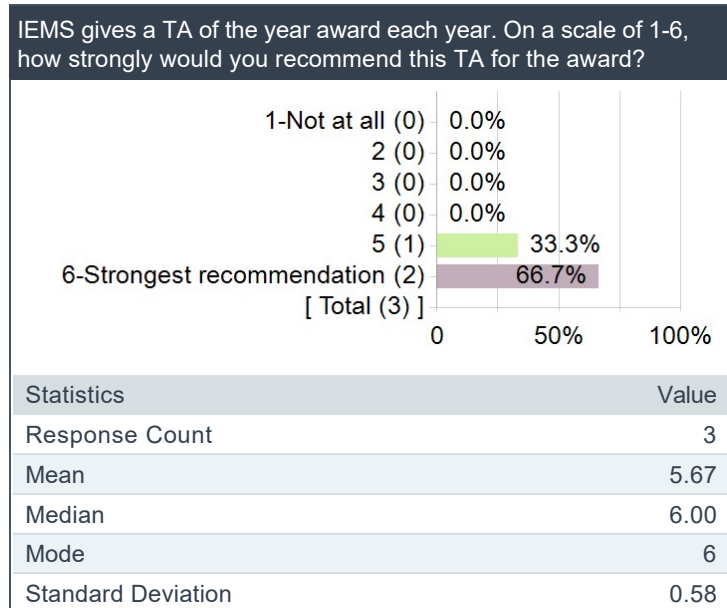 IEMS gives a TA of the year award each year. On a scale of 1-6,
how strongly would you recommend this TA for the award?
1-Not at all (0) 0.0%
2 (0) 0.0%
3 (0) 0.0%
4 (0) 0.0%
5 (1) 33.3%
6-Strongest recommendation (2) 66.7%
[ Total (3) ]
0 50% 100%
Statistics Value
Response Count 3
Mean 5.67
Median 6.00
Mode 6
Standard Deviation 0.58